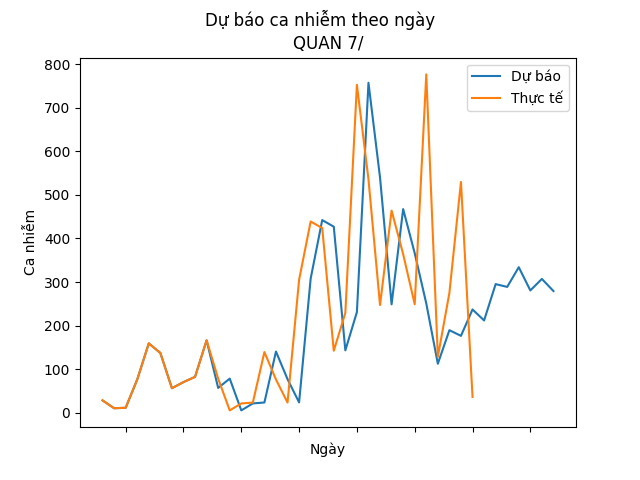 Dự báo ca nhiễm theo ngày
QUAN 7/
800
700
600
500
400
300
200
100
0
Ca nhiễm
Ngày
Dự báo
Thực tế